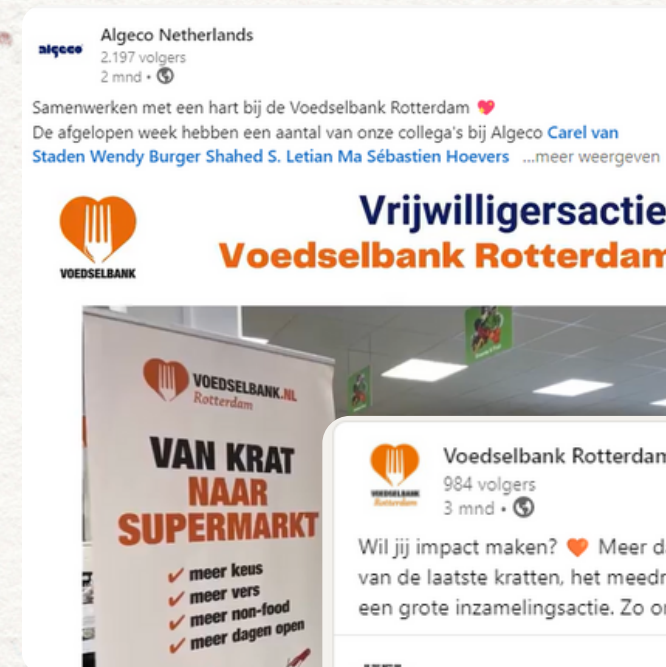 algeco
Algeco Netherlands
2.197 volgers
2 mnd •
Samenwerken met een hart bij de Voedselbank Rotterdam
De afgelopen week hebben een aantal van onze collega's bij Algeco Carel van
Staden Wendy Burger Shahed S. Letian Ma Sébastien Hoevers ...meer weergeven
VOEDSELBANK
Vrijwilligersactie
Voedselbank Rotterdam
VOEDSELBANK.NL
Rotterdam
VAN KRAT
NAAR
SUPERMARKT
✓ meer keus
✓ meer vers
✓ meer non-food
✓ meer dagen open
VOEDSELBANK
Rotterdam
Voedselbank Rotterdam
984 volgers
3 mnd •
Wil jij impact maken? 🧡 Meer
van de laatste kratten, het
een grote inzamelingsactie. Zo